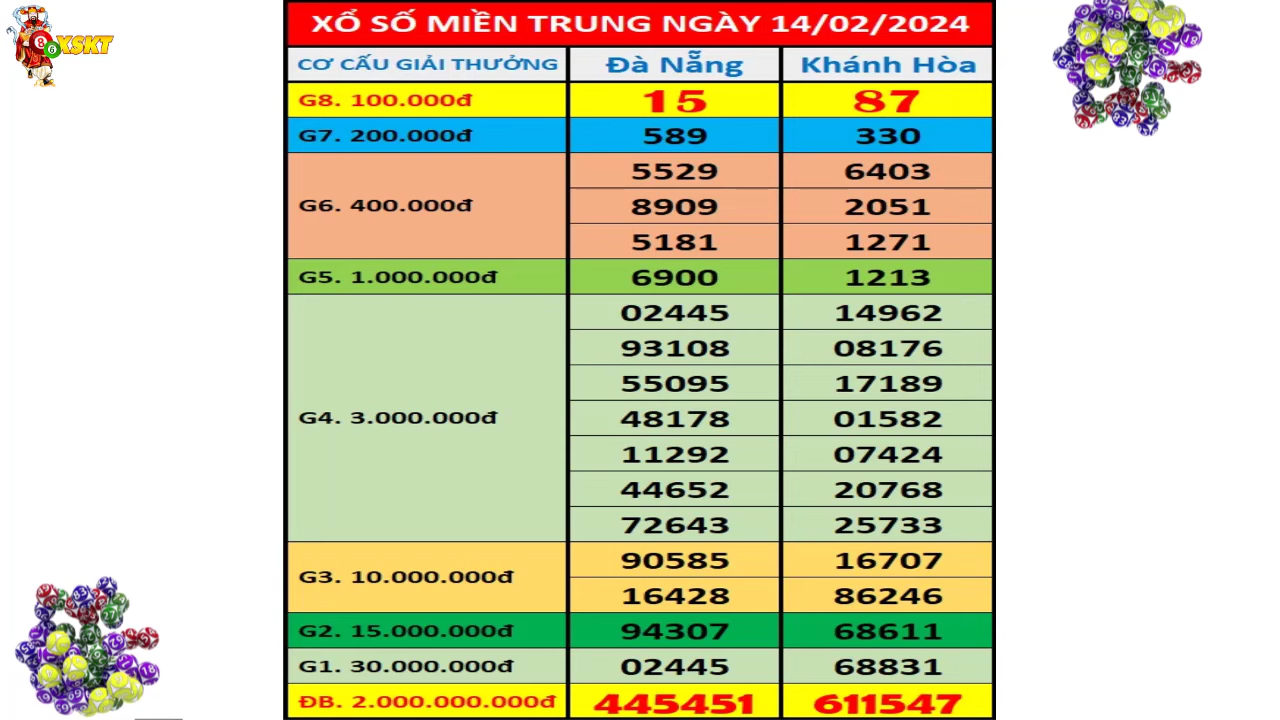 XSKT
XỔ SỐ MIỀN TRUNG NGÀY 14/02/2024
CƠ CẤU GIẢI THƯỞNG Đà Nẵng Khánh Hòa
G8. 100.000đ 15 87
G7. 200.000đ 589 330
G6. 400.000đ 5529 6403
8909 2051
5181 1271
G5. 1.000.000đ 6900 1213
G4. 3.000.000đ 02445 14962
93108 08176
55095 17189
48178 01582
11292 07424
44652 20768
72643 25733
G3. 10.000.000đ 90585 16707
16428 86246
G2. 15.000.000đ 94307 68611
G1. 30.000.000đ 02445 68831
ĐB. 2.000.000.000đ 445451 611547